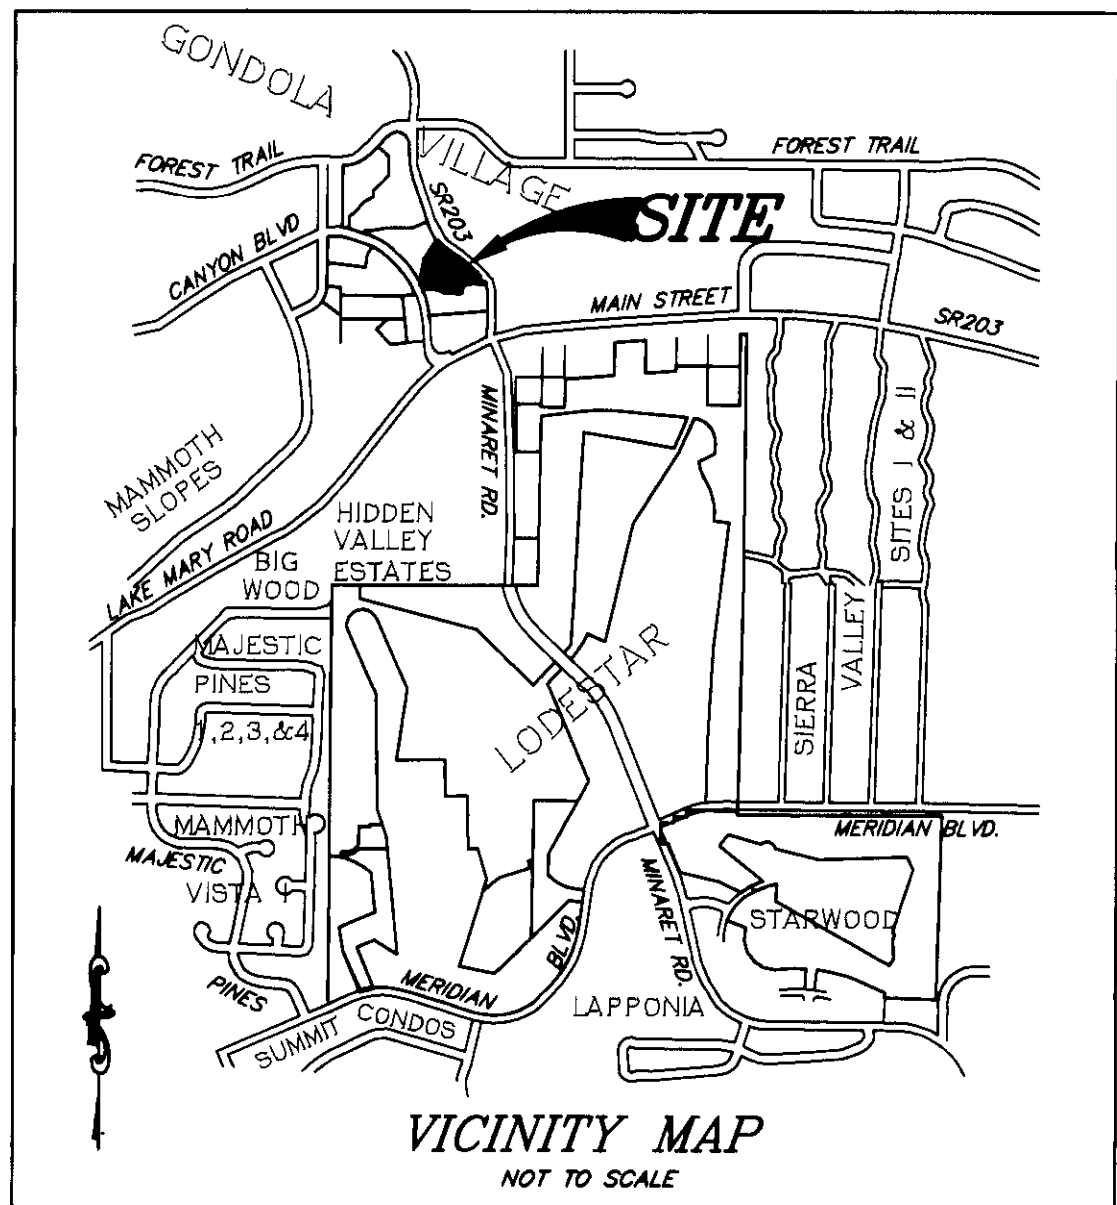 GONDOLA
VILLAGE
FOREST TRAIL
FOREST TRAIL
SR203
SITE
CANYON BLVD
MAIN STREET
SR203
MINARET RD.
MAMMOTH
SLOPES
SITES I & II
LAKE MARY ROAD
HIDDEN
VALLEY
ESTATES
BIG
WOOD
MAJESTIC
PINES
1,2,3,&4
LODESTAR
SIERRA
VALLEY
MAMMOTH
VISTA I
MAJESTIC
PINES
MERIDIAN BLVD.
MINARET RD.
STARWOOD
MERIDIAN
BLVD.
LAPPONIA
SUMMIT CONDOS
VICINITY MAP
NOT TO SCALE